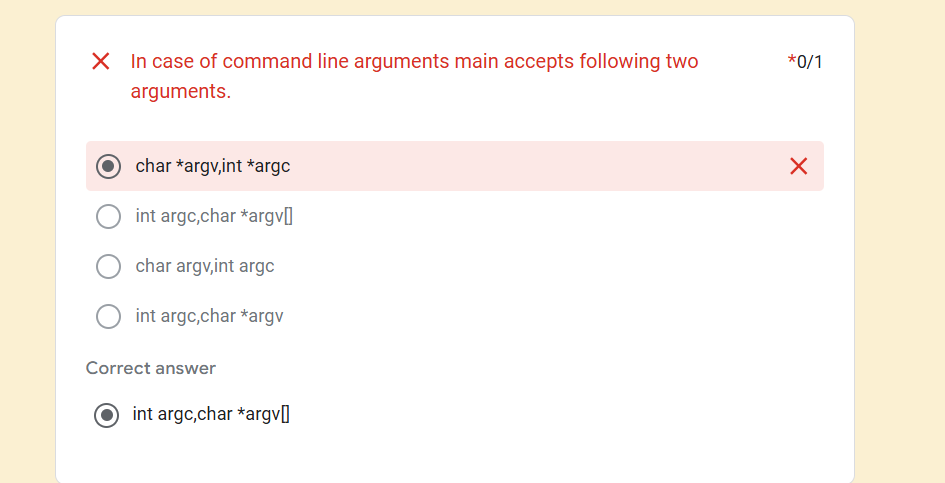 In case of command line arguments main accepts following two
*0/1
arguments.
char *argv,int *argc
int argc,char *argv[]
char argv,int argc
int argc,char *argv
Correct answer
int argc,char *argv[]